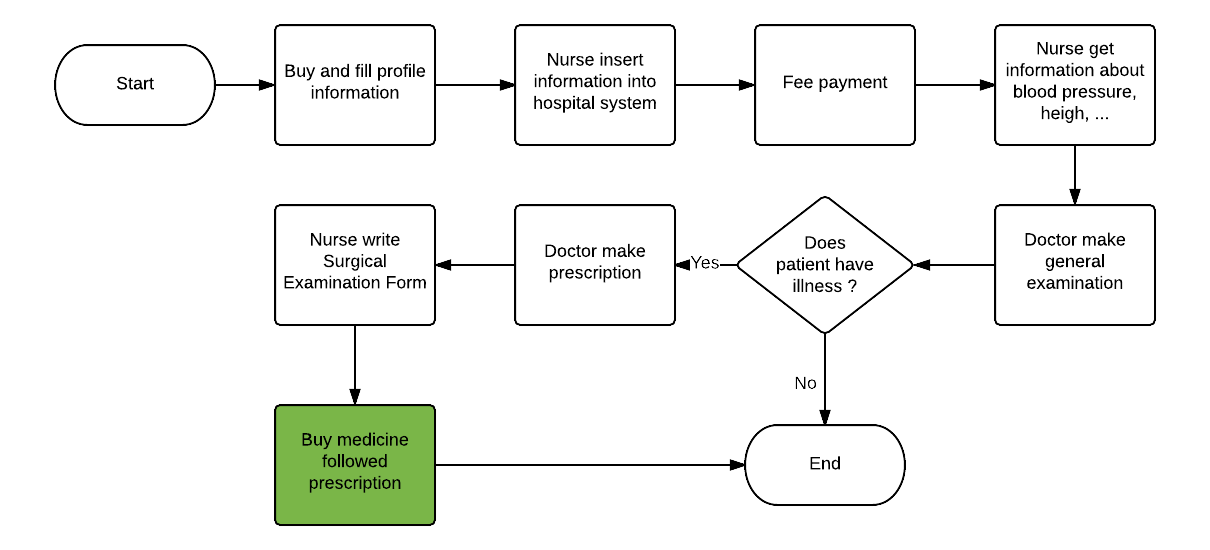 Start
Buy and fill profile
information
Nurse insert
information into
hospital system
Fee payment
Nurse get
information about
blood pressure,
heigh, ...
Doctor make
general
examination
Does
patient have
illness ?
Yes
Doctor make
prescription
Nurse write
Surgical
Examination Form
No
Buy medicine
followed
prescription
End